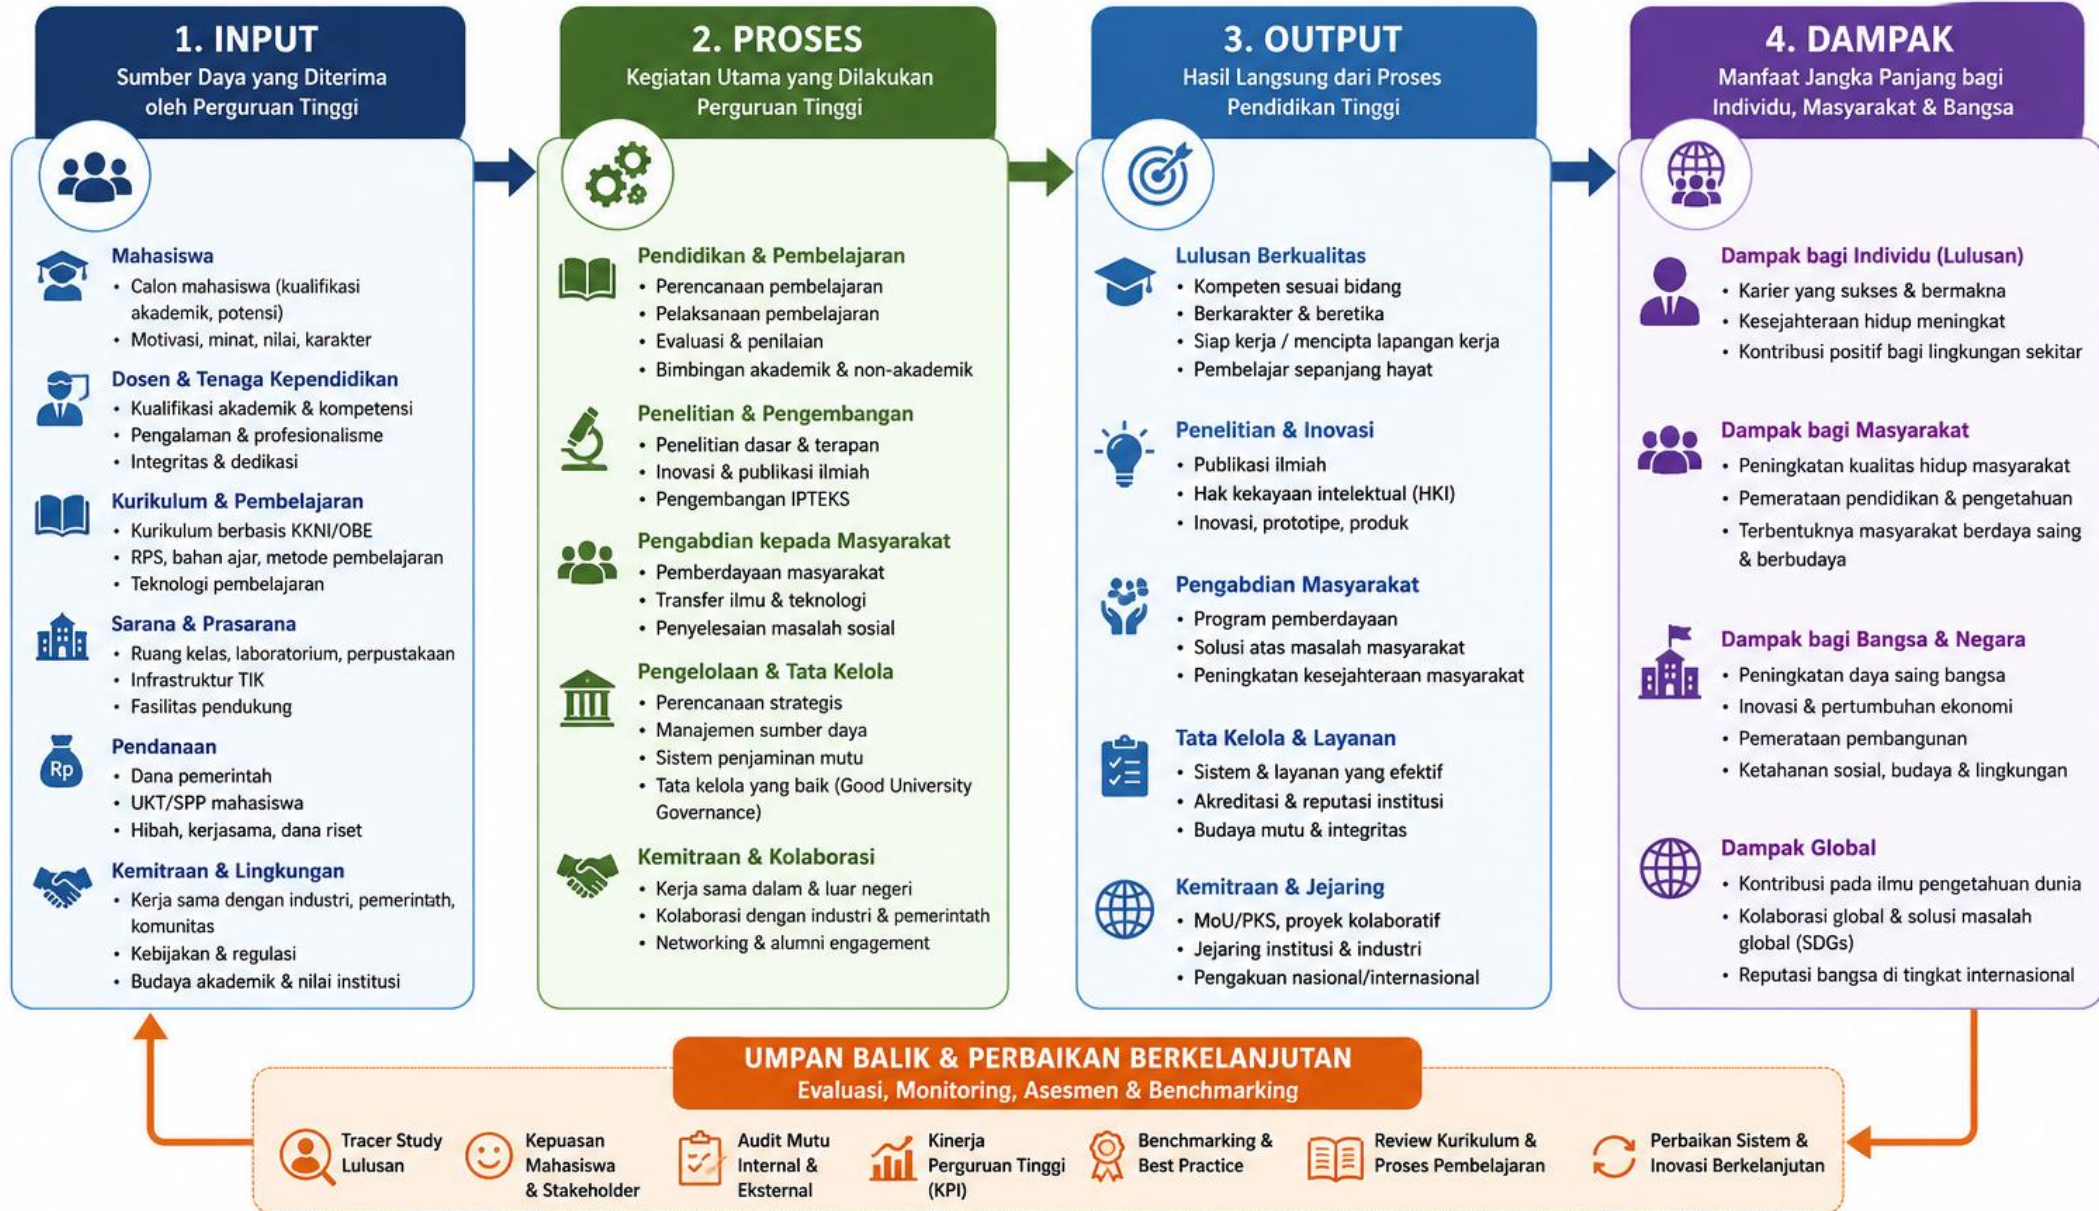 1. INPUT
Sumber Daya yang Diterima
oleh Perguruan Tinggi
Mahasiswa
• Calon mahasiswa (kualifikasi
akademik, potensi)
• Motivasi, minat, nilai, karakter
Dosen & Tenaga Kependidikan
• Kualifikasi akademik & kompetensi
• Pengalaman & profesionalisme
• Integritas & dedikasi
Kurikulum & Pembelajaran
• Kurikulum berbasis KKNI/OBE
• RPS, bahan ajar, metode pembelajaran
• Teknologi pembelajaran
Sarana & Prasarana
• Ruang kelas, laboratorium, perpustakaan
• Infrastruktur TIK
• Fasilitas pendukung
Rp
Pendanaan
• Dana pemerintah
• UKT/SPP mahasiswa
• Hibah, kerjasama, dana riset
Kemitraan & Lingkungan
• Kerja sama dengan industri, pemerintath,
komunitas
• Kebijakan & regulasi
• Budaya akademik & nilai institusi
2. PROSES
Kegiatan Utama yang Dilakukan
Perguruan Tinggi
Pendidikan & Pembelajaran
• Perencanaan pembelajaran
• Pelaksanaan pembelajaran
• Evaluasi & penilaian
• Bimbingan akademik & non-akademik
Penelitian & Pengembangan
• Penelitian dasar & terapan
• Inovasi & publikasi ilmiah
• Pengembangan IPTEKS
Pengabdian kepada Masyarakat
• Pemberdayaan masyarakat
• Transfer ilmu & teknologi
• Penyelesaian masalah sosial
Pengelolaan & Tata Kelola
• Perencanaan strategis
• Manajemen sumber daya
• Sistem penjaminan mutu
• Tata kelola yang baik (Good University
Governance)
Kemitraan & Kolaborasi
• Kerja sama dalam & luar negeri
• Kolaborasi dengan industri & pemerintath
• Networking & alumni engagement
3. OUTPUT
Hasil Langsung dari Proses
Pendidikan Tinggi
Lulusan Berkualitas
• Kompeten sesuai bidang
• Berkarakter & beretika
• Siap kerja / mencipta lapangan kerja
• Pembelajar sepanjang hayat
Penelitian & Inovasi
• Publikasi ilmiah
• Hak kekayaan intelektual (HKI)
• Inovasi, prototipe, produk
Pengabdian Masyarakat
• Program pemberdayaan
• Solusi atas masalah masyarakat
• Peningkatan kesejahteraan masyarakat
Tata Kelola & Layanan
• Sistem & layanan yang efektif
• Akreditasi & reputasi institusi
• Budaya mutu & integritas
Kemitraan & Jejaring
• MoU/PKS, proyek kolaboratif
• Jejaring institusi & industri
• Pengakuan nasional/internasional
4. DAMPAK
Manfaat Jangka Panjang bagi
Individu, Masyarakat & Bangsa
Dampak bagi Individu (Lulusan)
• Karier yang sukses & bermakna
• Kesejahteraan hidup meningkat
• Kontribusi positif bagi lingkungan sekitar
Dampak bagi Masyarakat
• Peningkatan kualitas hidup masyarakat
• Pemerataan pendidikan & pengetahuan
• Terbentuknya masyarakat berdaya saing
& berbudaya
Dampak bagi Bangsa & Negara
• Peningkatan daya saing bangsa
• Inovasi & pertumbuhan ekonomi
• Pemerataan pembangunan
• Ketahanan sosial, budaya & lingkungan
Dampak Global
• Kontribusi pada ilmu pengetahuan dunia
• Kolaborasi global & solusi masalah
global (SDGs)
• Reputasi bangsa di tingkat internasional
UMPAN BALIK & PERBAIKAN BERKELANJUTAN
Evaluasi, Monitoring, Asesmen & Benchmarking
Tracer Study
Lulusan
Kepuasan
Mahasiswa
& Stakeholder
Audit Mutu
Internal &
Eksternal
Kinerja
Perguruan Tinggi
(KPI)
Benchmarking &
Best Practice
Review Kurikulum &
Proses Pembelajaran
Perbaikan Sistem &
Inovasi Berkelanjutan